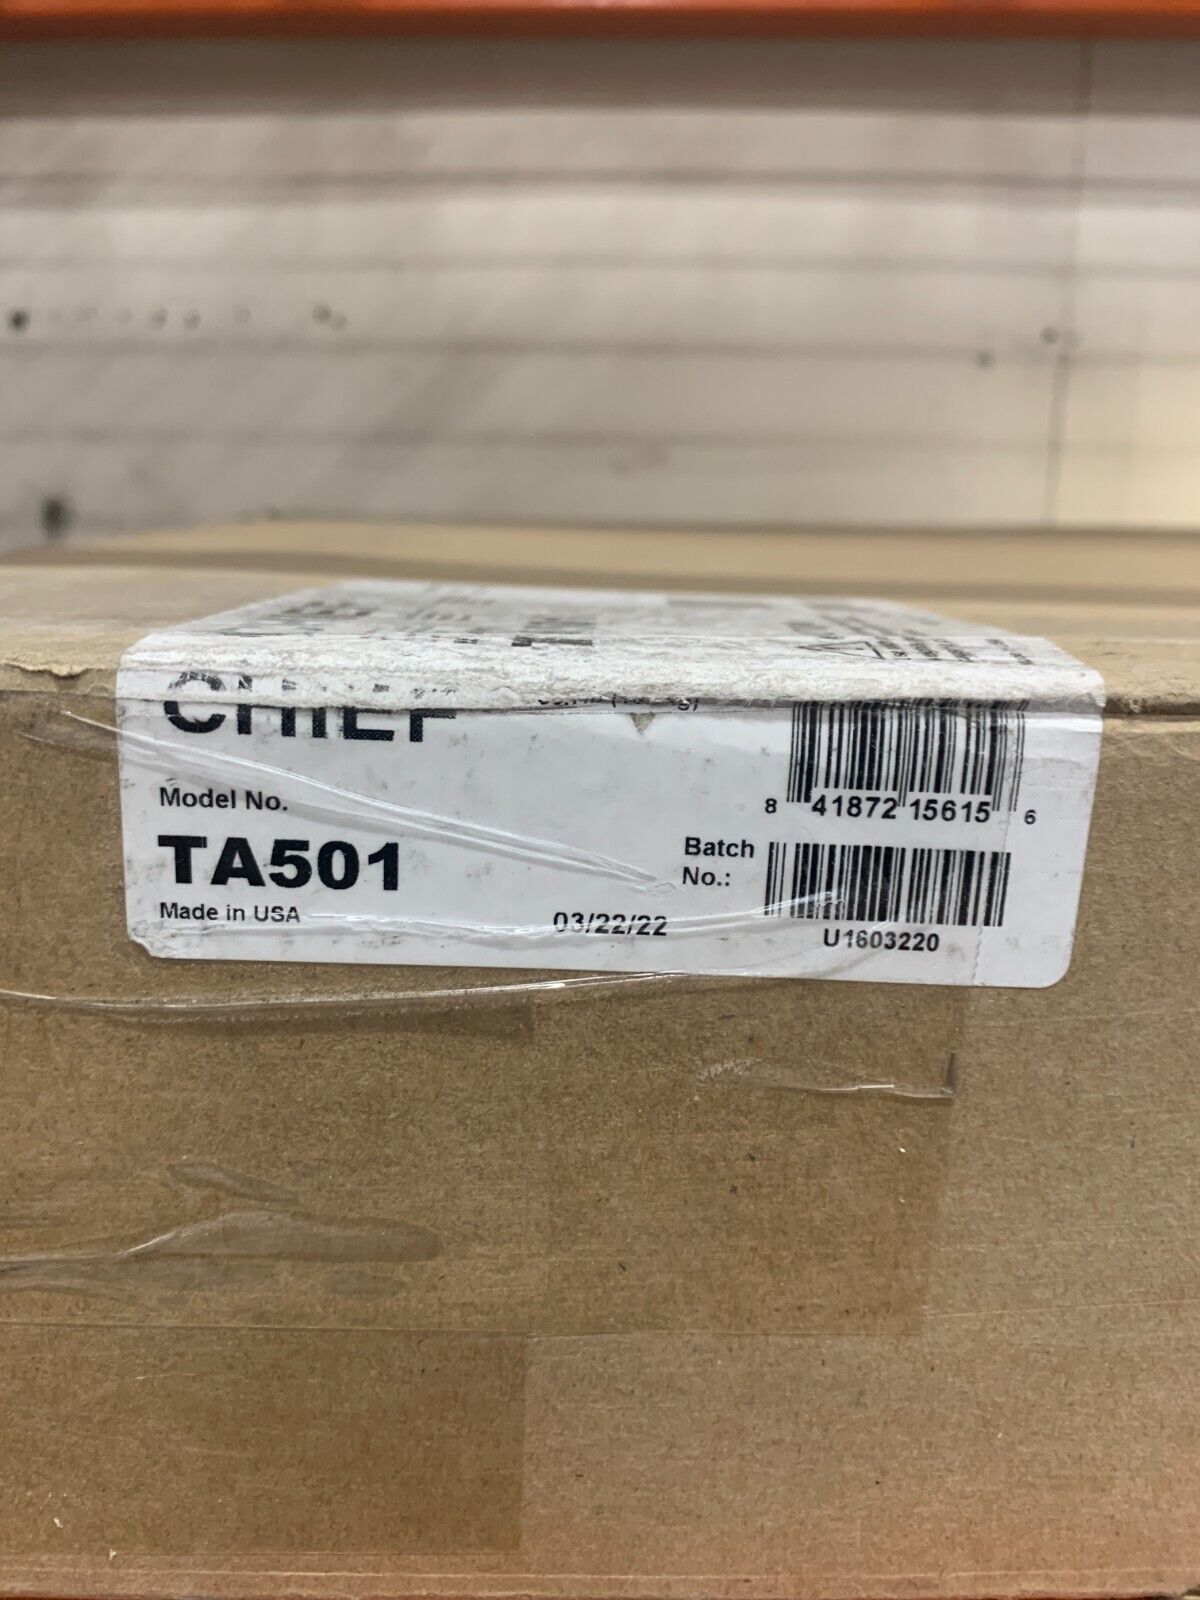 CHIEF
Model No.
TA501
Made in USA
03/22/22
8 41872 15615 6
Batch
No.:
U1603220